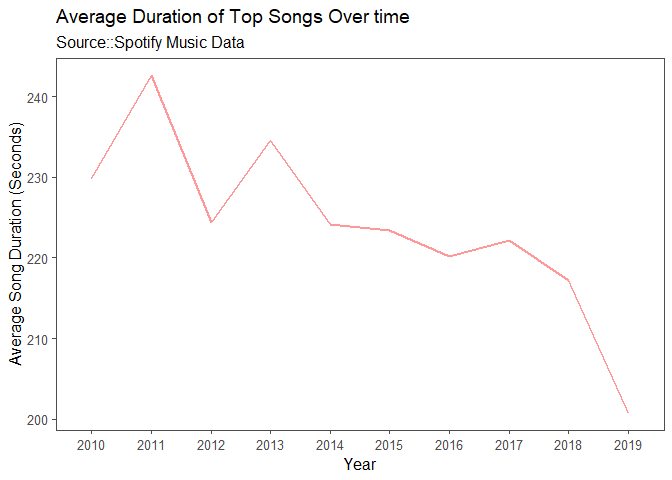 Average Duration of Top Songs Over time
Source::Spotify Music Data
Average Song Duration (Seconds)
240
230
220
210
200
2010 2011 2012 2013 2014 2015 2016 2017 2018 2019
Year